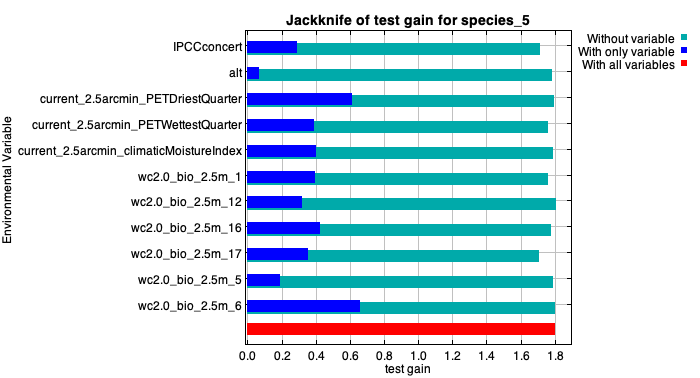 Jackknife of test gain for species_5
Without variable
With only variable
With all variables
Environmental Variable
IPCCconcert
alt
current_2.5arcmin_PETDriestQuarter
current_2.5arcmin_PETWettestQuarter
current_2.5arcmin_climaticMoistureIndex
wc2.0_bio_2.5m_1
wc2.0_bio_2.5m_12
wc2.0_bio_2.5m_16
wc2.0_bio_2.5m_17
wc2.0_bio_2.5m_5
wc2.0_bio_2.5m_6
0.0 0.2 0.4 0.6 0.8 1.0 1.2 1.4 1.6 1.8
test gain